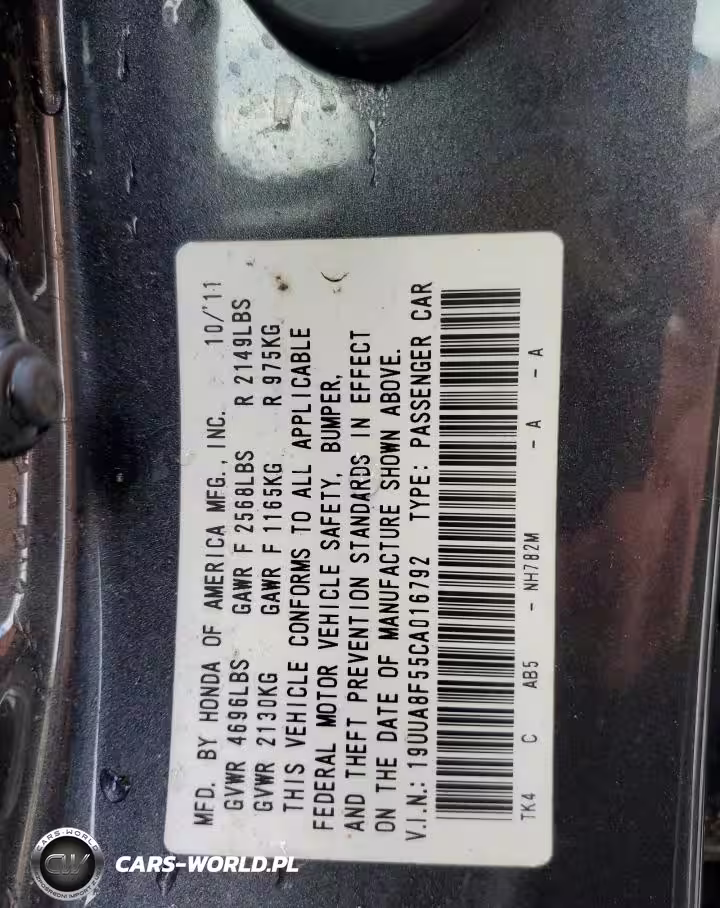 MFD. BY HONDA OF AMERICA MFG., INC. 10/'11
GVWR 4696LBS GAWR F 2568LBS R 2149LBS
GVWR 2130KG GAWR F 1165KG R 975KG
THIS VEHICLE CONFORMS TO ALL APPLICABLE
FEDERAL MOTOR VEHICLE SAFETY, BUMPER,
AND THEFT PREVENTION STANDARDS IN EFFECT
ON THE DATE OF MANUFACTURE SHOWN ABOVE.
V.I.N.: 19UUA8F55CA016792 TYPE: PASSENGER CAR
TK4 C AB5 - NH782M - A - A
CARS-WORLD
CARS-WORLD.PL